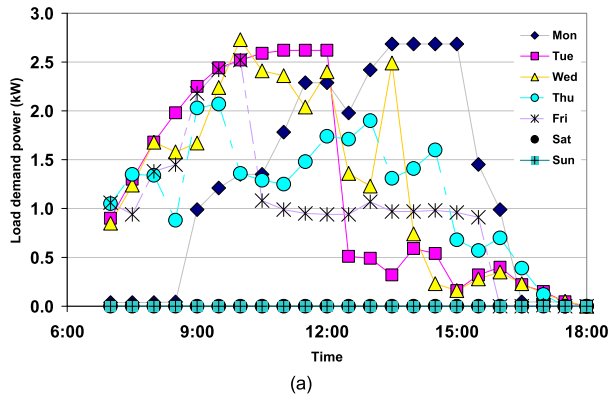 3.0
2.5
2.0
1.5
1.0
0.5
0.0
Load demand power (kW)
Mon
Tue
Wed
Thu
Fri
Sat
Sun
6:00
9:00
12:00
15:00
18:00
Time
(a)